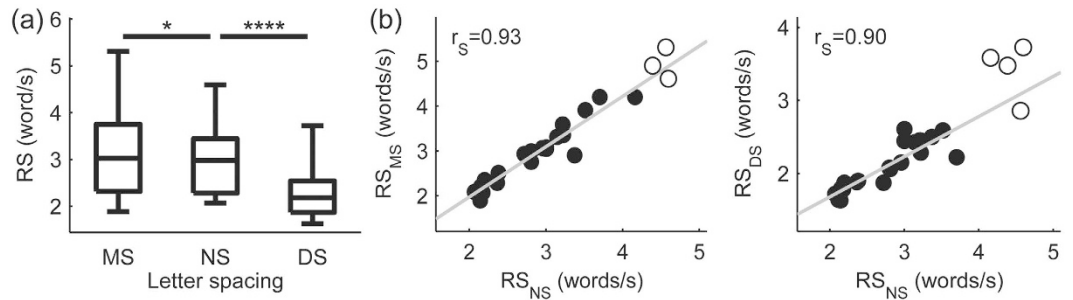 (a)
RS (word/s)
6
5
4
3
2
* ****
MS NS DS
Letter spacing
(b)
r_S=0.93
RS_MS (words/s)
5
4
3
2
2 3 4 5
RS_NS (words/s)
r_S=0.90
RS_DS (words/s)
4
3
2
2 3 4 5
RS_NS (words/s)